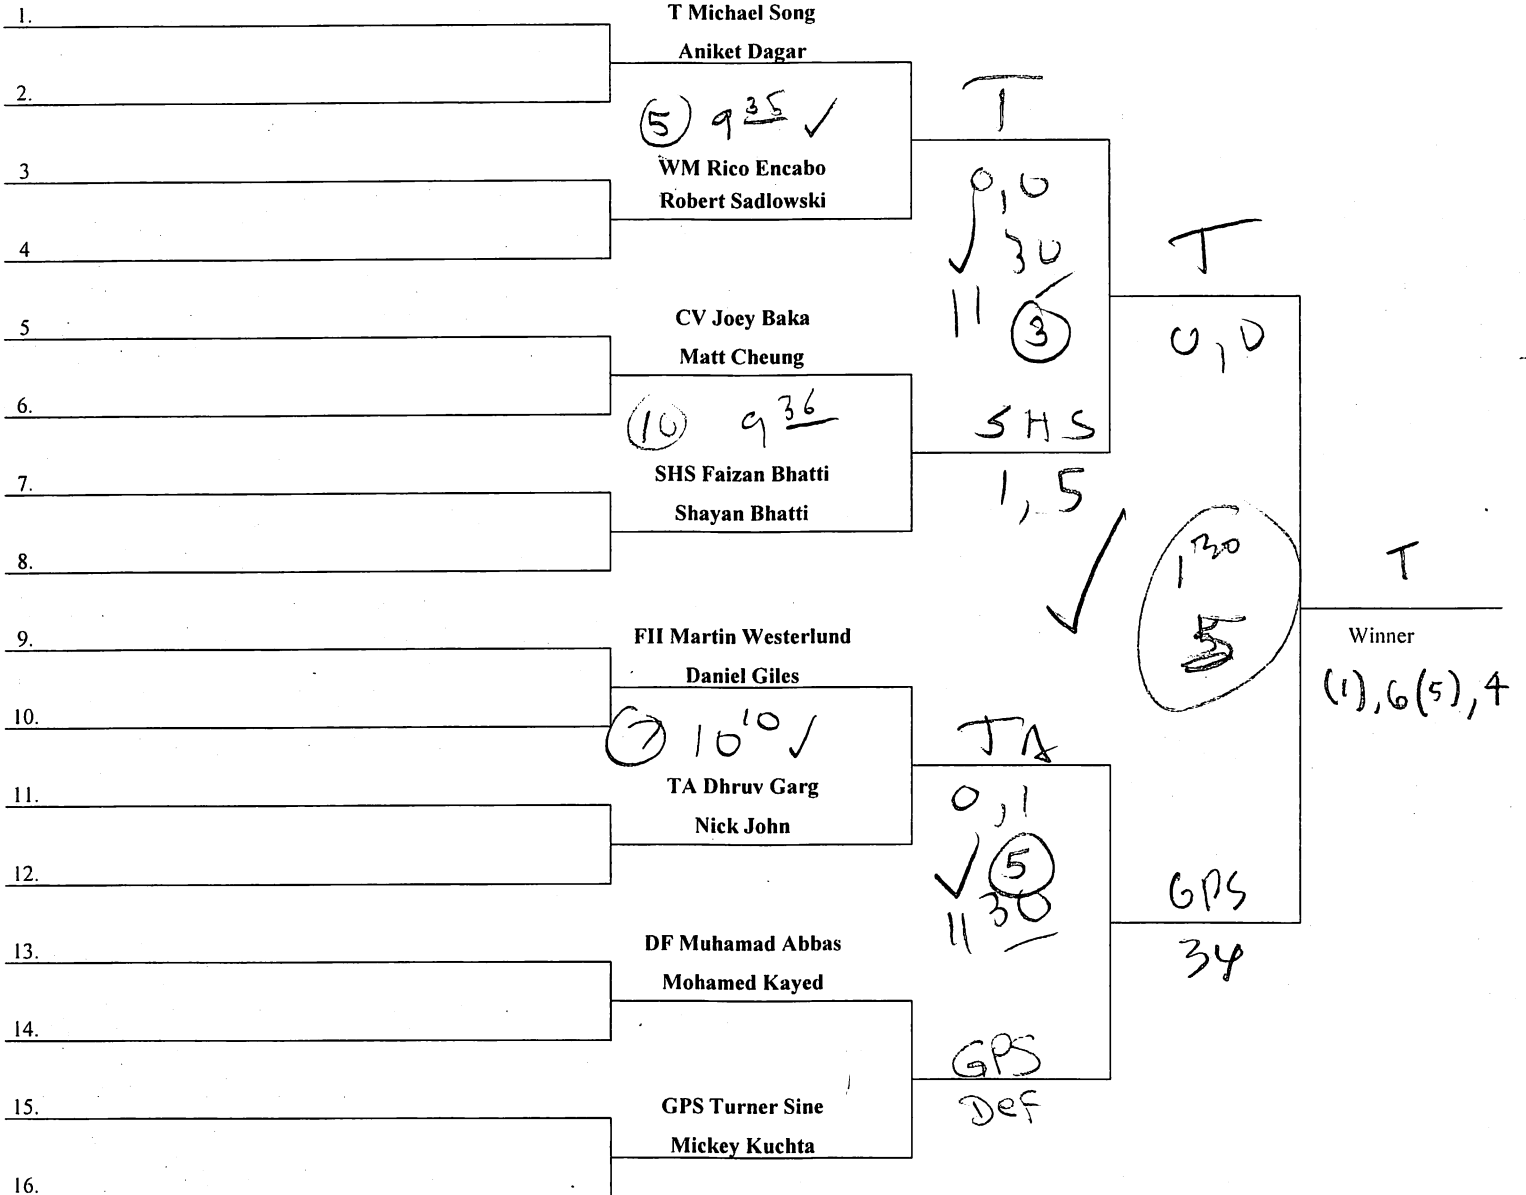 1.
T Michael Song
Aniket Dagar
2.
5 9 35 ✓
T
3
WM Rico Encabo
Robert Sadlowski
0,0
4
✓ 30
11 3
T
5
CV Joey Baka
Matt Cheung
0,0
6.
10 9 36
SHS
7.
SHS Faizan Bhatti
Shayan Bhatti
1,5
8.
✓
1 30
5
T
9.
FII Martin Westerlund
Daniel Giles
Winner
(1),6(5),4
10.
7 10 10 ✓
TA
11.
TA Dhruv Garg
Nick John
0,1
12.
✓ 5
11 30
GPS
13.
DF Muhamad Abbas
Mohamed Kayed
34
14.
GPS
Def
15.
GPS Turner Sine
Mickey Kuchta
16.